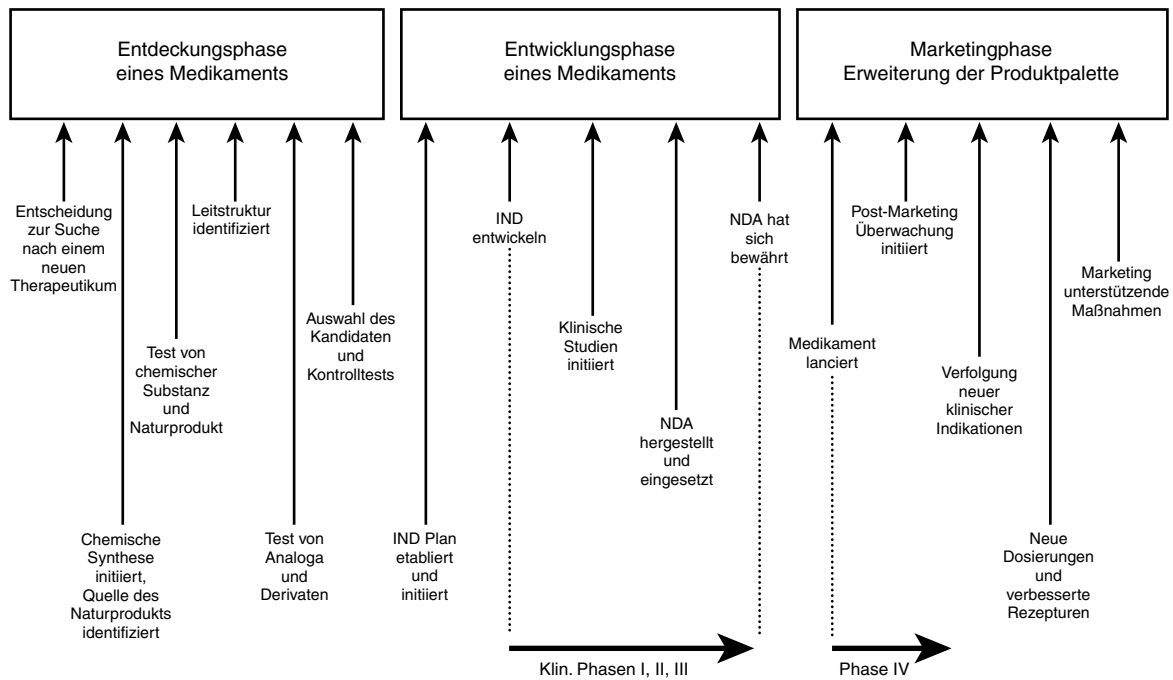 Entdeckungsphase
eines Medikaments
Entwicklungsphase
eines Medikaments
Marketingphase
Erweiterung der Produktpalette
Entscheidung
zur Suche
nach einem
neuen
Therapeutikum
Chemische
Synthese
initiiert,
Quelle des
Naturprodukts
identifiziert
Test von
chemischer
Substanz
und
Naturprodukt
Leitstruktur
identifiziert
Test von
Analoga
und
Derivaten
Auswahl des
Kandidaten
und
Kontrolltests
IND Plan
etabliert und
initiiert
IND
entwickeln
Klinische
Studien
initiiert
NDA
hergestellt
und
eingesetzt
NDA hat
sich
bewährt
Medikament
lanciert
Post-Marketing
Überwachung
initiiert
Verfolgung
neuer
klinischer
Indikationen
Neue
Dosierungen
und
verbesserte
Rezepturen
Marketing
unterstützende
Maßnahmen
Klin. Phasen I, II, III
Phase IV